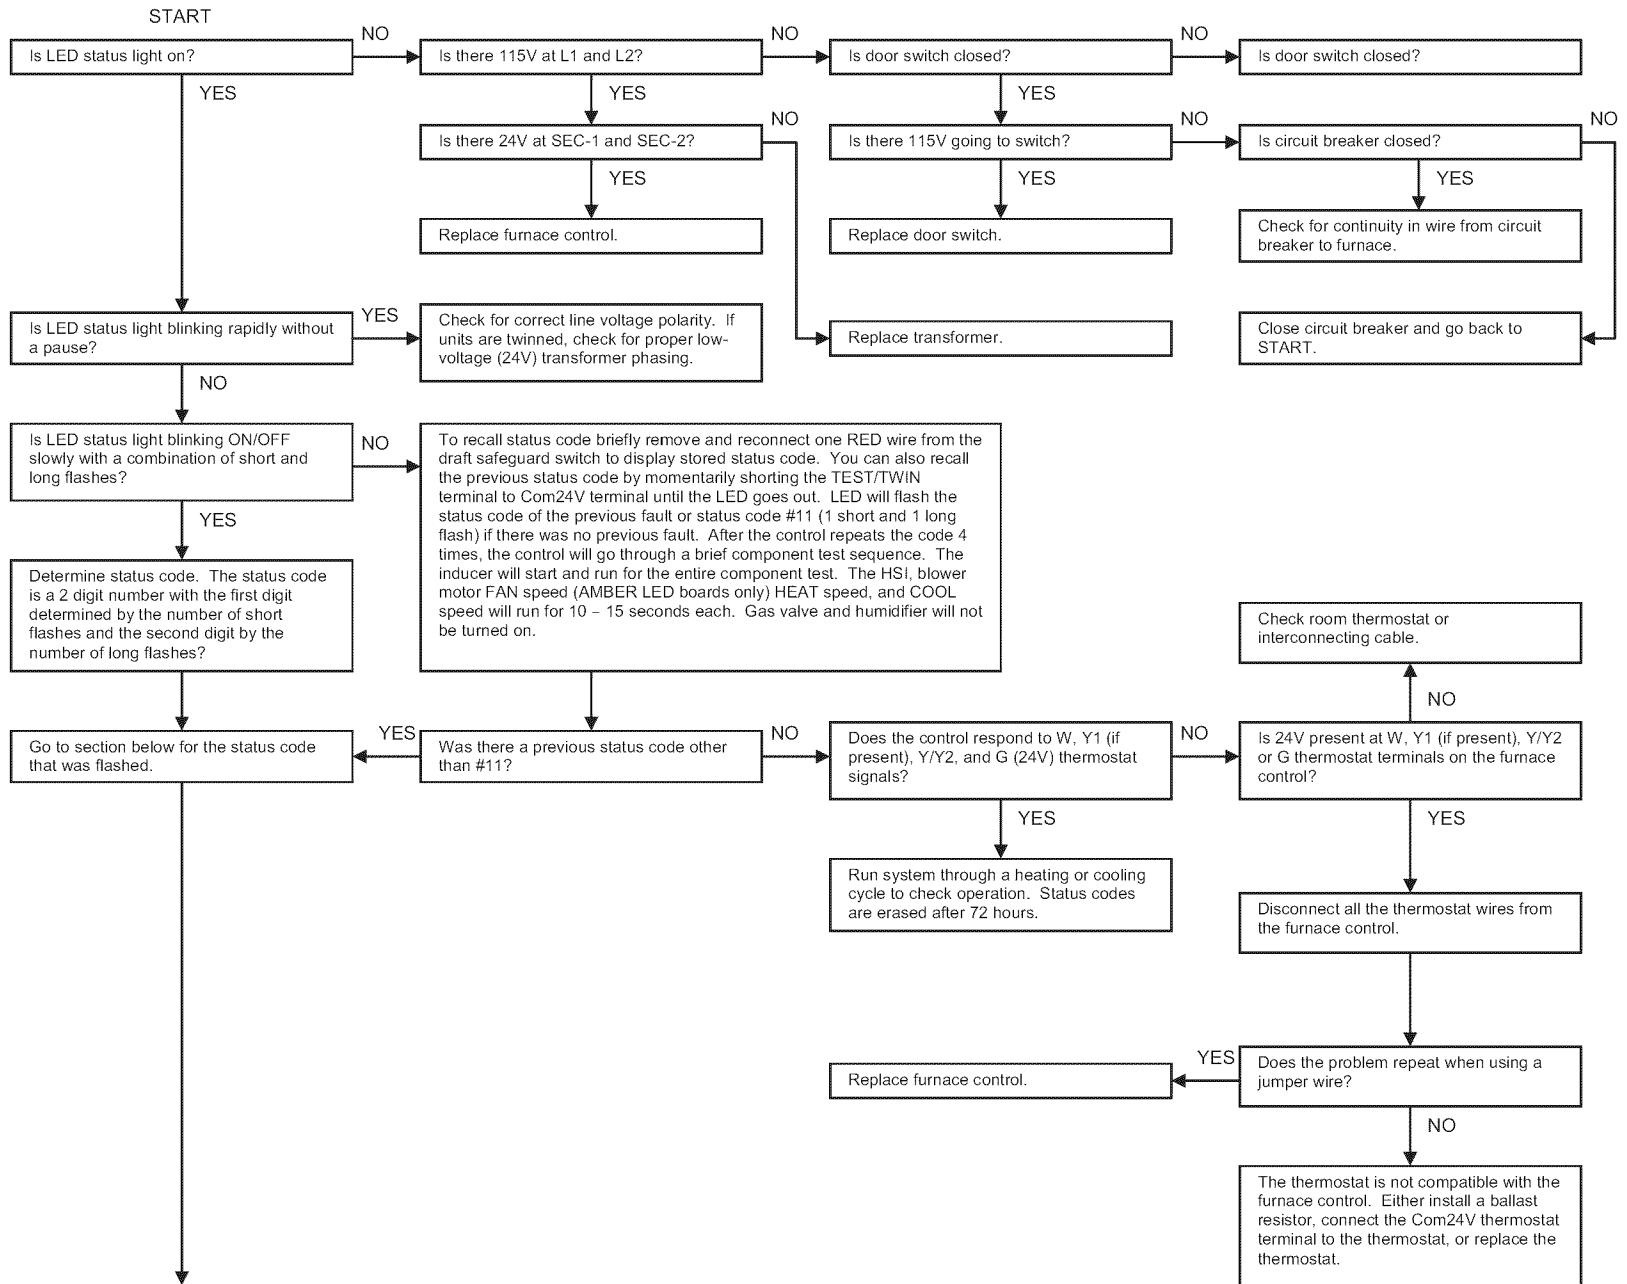 START
Is LED status light on?
NO
Is there 115V at L1 and L2?
NO
Is door switch closed?
NO
Is door switch closed?
YES
YES
YES
Is there 24V at SEC-1 and SEC-2?
NO
Is there 115V going to switch?
NO
Is circuit breaker closed?
NO
YES
YES
YES
Replace furnace control.
Replace door switch.
Check for continuity in wire from circuit
breaker to furnace.
Is LED status light blinking rapidly without
a pause?
YES
Check for correct line voltage polarity. If
units are twinned, check for proper low-
voltage (24V) transformer phasing.
Replace transformer.
Close circuit breaker and go back to
START.
NO
Is LED status light blinking ON/OFF
slowly with a combination of short and
long flashes?
NO
To recall status code briefly remove and reconnect one RED wire from the
draft safeguard switch to display stored status code. You can also recall
the previous status code by momentarily shorting the TEST/TWIN
terminal to Com24V terminal until the LED goes out. LED will flash the
status code of the previous fault or status code #11 (1 short and 1 long
flash) if there was no previous fault. After the control repeats the code 4
times, the control will go through a brief component test sequence. The
inducer will start and run for the entire component test. The HSI, blower
motor FAN speed (AMBER LED boards only) HEAT speed, and COOL
speed will run for 10 – 15 seconds each. Gas valve and humidifier will not
be turned on.
YES
Determine status code. The status code
is a 2 digit number with the first digit
determined by the number of short
flashes and the second digit by the
number of long flashes?
Check room thermostat or
interconnecting cable.
NO
Go to section below for the status code
that was flashed.
YES
Was there a previous status code other
than #11?
NO
Does the control respond to W, Y1 (if
present), Y/Y2, and G (24V) thermostat
signals?
NO
Is 24V present at W, Y1 (if present), Y/Y2
or G thermostat terminals on the furnace
control?
YES
YES
Run system through a heating or cooling
cycle to check operation. Status codes
are erased after 72 hours.
Disconnect all the thermostat wires from
the furnace control.
Replace furnace control.
YES
Does the problem repeat when using a
jumper wire?
NO
The thermostat is not compatible with the
furnace control. Either install a ballast
resistor, connect the Com24V thermostat
terminal to the thermostat, or replace the
thermostat.